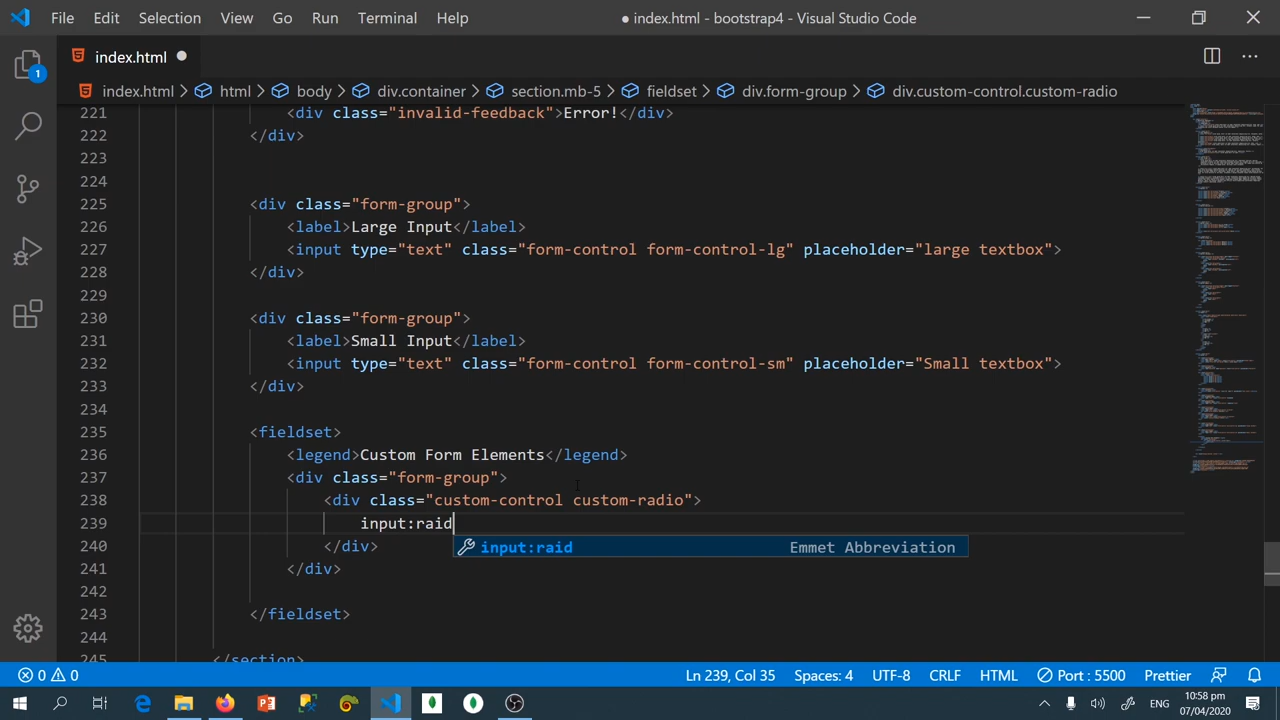 File Edit Selection View Go Run Terminal Help ● index.html - bootstrap4 - Visual Studio Code
index.html ●
index.html > html > body > div.container > section.mb-5 > fieldset > div.form-group > div.custom-control.custom-radio
1
221 <div class="invalid-feedback">Error!</div>
222 </div>
223
224
225 <div class="form-group">
226 <label>Large Input</label>
227 <input type="text" class="form-control form-control-lg" placeholder="large textbox">
228 </div>
229
230 <div class="form-group">
231 <label>Small Input</label>
232 <input type="text" class="form-control form-control-sm" placeholder="Small textbox">
233 </div>
234
235 <fieldset>
236 <legend>Custom Form Elements</legend>
237 <div class="form-group">
238 <div class="custom-control custom-radio">
239 input:raid
input:raid Emmet Abbreviation
240 </div>
241 </div>
242
243 </fieldset>
244
245 </section>
0 0 Ln 239, Col 35 Spaces: 4 UTF-8 CRLF HTML Port : 5500 Prettier
ENG 10:58 pm
07/04/2020